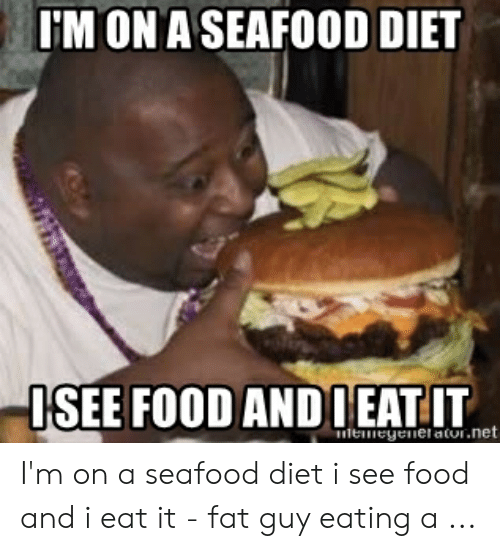 I'M ON A SEAFOOD DIET
I SEE FOOD AND I EAT IT
memegenerator.net
I'm on a seafood diet i see food
and i eat it - fat guy eating a ...